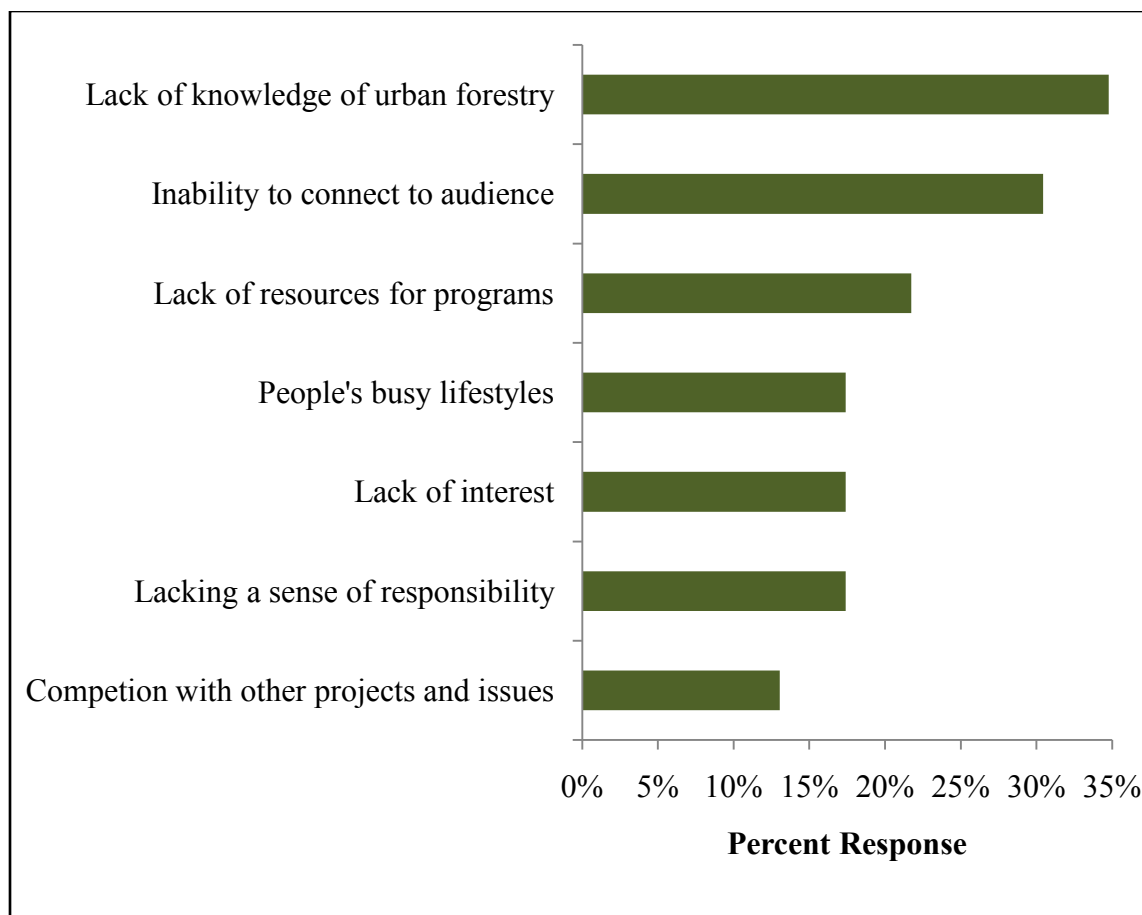 Lack of knowledge of urban forestry
Inability to connect to audience
Lack of resources for programs
People's busy lifestyles
Lack of interest
Lacking a sense of responsibility
Competion with other projects and issues
0% 5% 10% 15% 20% 25% 30% 35%
Percent Response